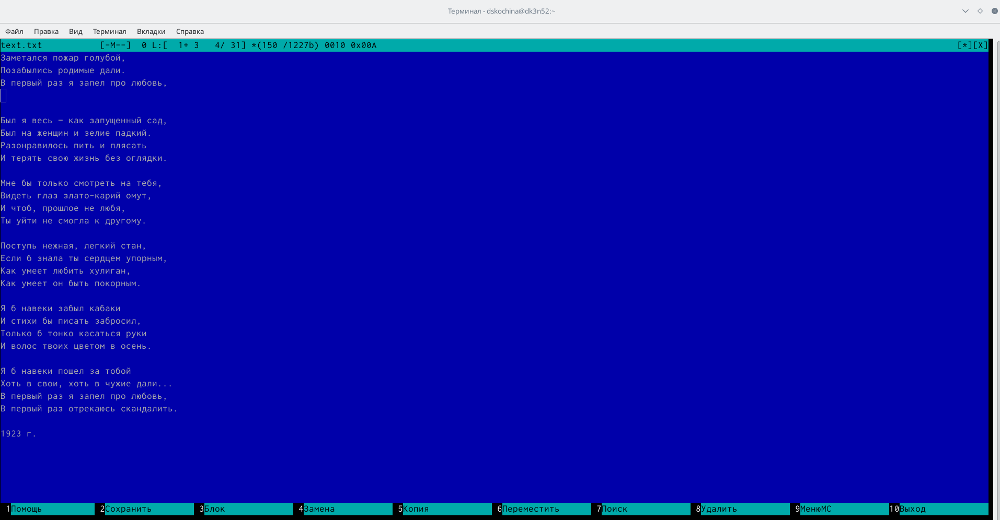 Терминал - dskochina@dk3n52:~
Файл Правка Вид Терминал Вкладки Справка
text.txt [-M--] 0 L:[ 1+ 3 4/ 31] *(150 /1227b) 0010 0x00A [*][X]
Заметался пожар голубой,
Позабылись родимые дали.
В первый раз я запел про любовь,
Был я весь – как запущенный сад,
Был на женщин и зелие падкий.
Разонравилось пить и плясать
И терять свою жизнь без оглядки.
Мне бы только смотреть на тебя,
Видеть глаз злато-карий омут,
И чтоб, прошлое не любя,
Ты уйти не смогла к другому.
Поступь нежная, легкий стан,
Если б знала ты сердцем упорным,
Как умеет любить хулиган,
Как умеет он быть покорным.
Я б навеки забыл кабаки
И стихи бы писать забросил,
Только б тонко касаться руки
И волос твоих цветом в осень.
Я б навеки пошел за тобой
Хоть в свои, хоть в чужие дали...
В первый раз я запел про любовь,
В первый раз отрекаюсь скандалить.
1923 г.
1Помощь 2Сохранить 3Блок 4Замена 5Копия 6Переместить 7Поиск 8Удалить 9МенюMC 10Выход